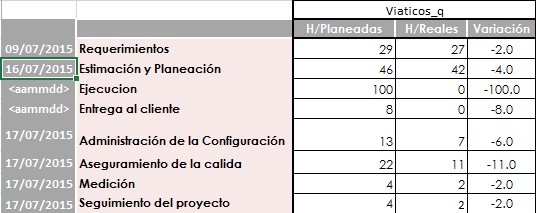 Viaticos_q
H/Planeadas H/Reales Variación
09/07/2015 Requerimientos 29 27 -2.0
16/07/2015 Estimación y Planeación 46 42 -4.0
<aammdd> Ejecucion 100 0 -100.0
<aammdd> Entrega al cliente 8 0 -8.0
17/07/2015 Administración de la Configuración 13 7 -6.0
17/07/2015 Aseguramiento de la calida 22 11 -11.0
17/07/2015 Medición 4 2 -2.0
17/07/2015 Seguimiento del proyecto 4 2 -2.0